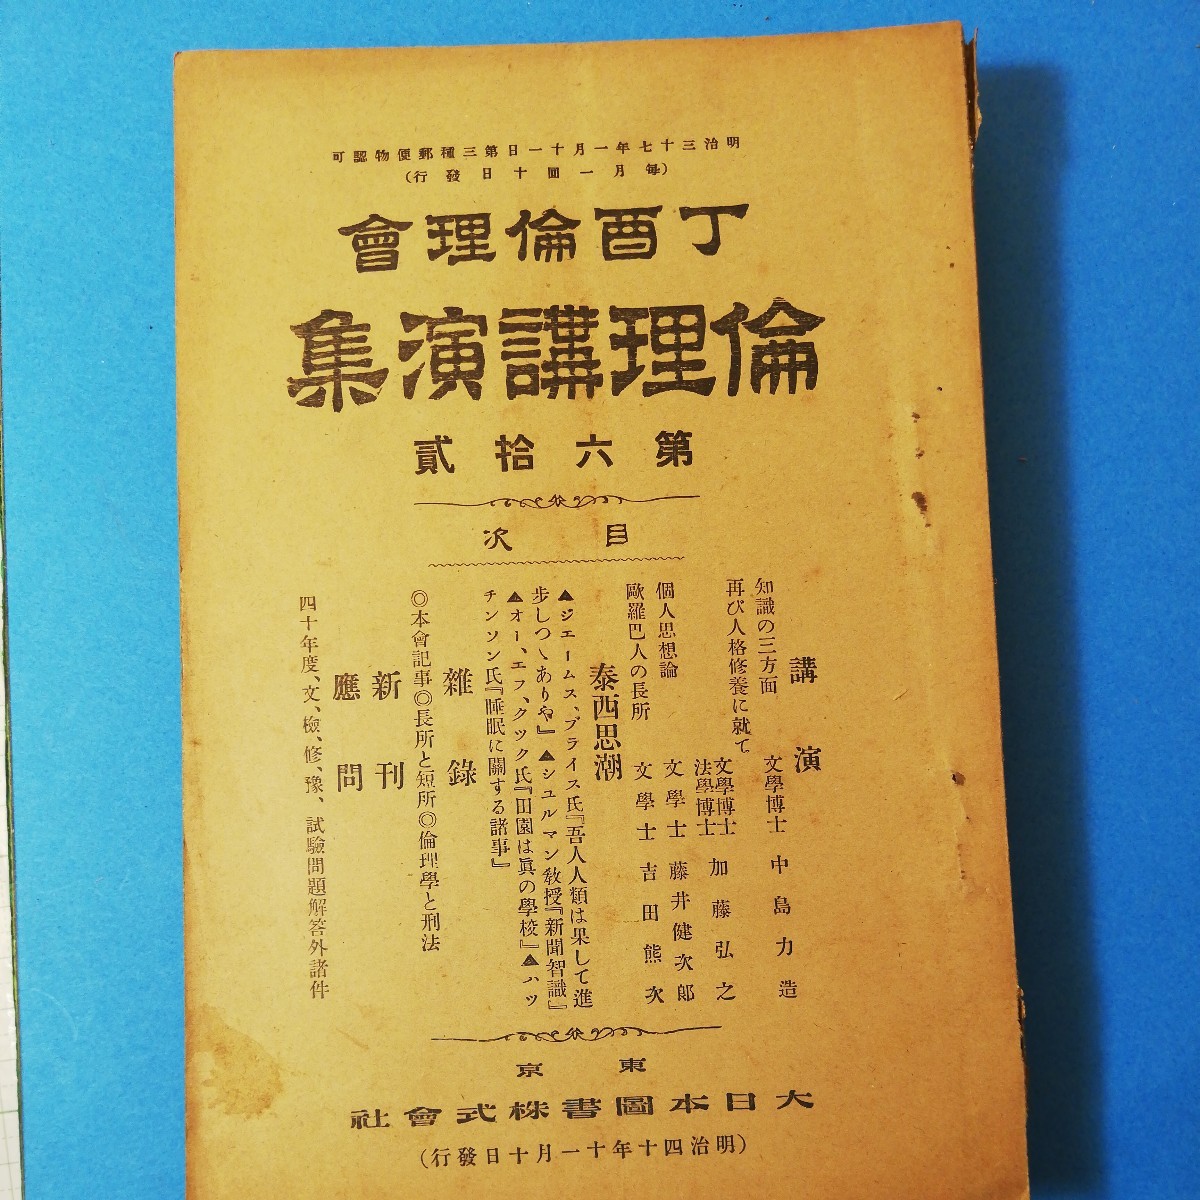 明治三十七年一月十一日第三種郵便物認可
(每月一回十日發行)
丁酉倫理會
倫理講演集
第六拾貳
目次
講演
知識の三方面 文學博士 中島力造
再び人格修養に就て 文學博士 法學博士 加藤弘之
個人思想論 文學士 藤井健次郎
歐羅巴人の長所 文學士 吉田熊次
泰西思潮
▲ジエームス、ブライス氏『吾人人類は果して進
步しつゝありや』▲シュルマン教授『新聞智識』
▲オー、エフ、クック氏『田園は眞の學校』▲ハッ
チンソン氏『睡眠に關する諸事』
雜錄
◎本會記事◎長所と短所◎倫理學と刑法
新刊
應問
四十年度、文、檢、修、豫、試驗問題解答外諸件
東京
大日本圖書株式會社
(明治四十年十一月十日發行)